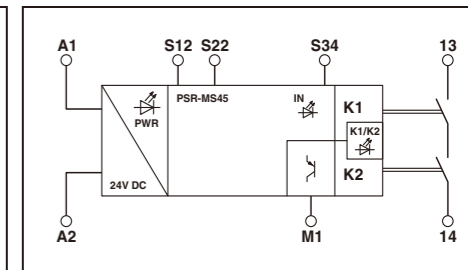 A1 S12 S22 S34 13
PSR-MS45 IN K1
PWR K1/K2
24V DC K2
A2 M1 14